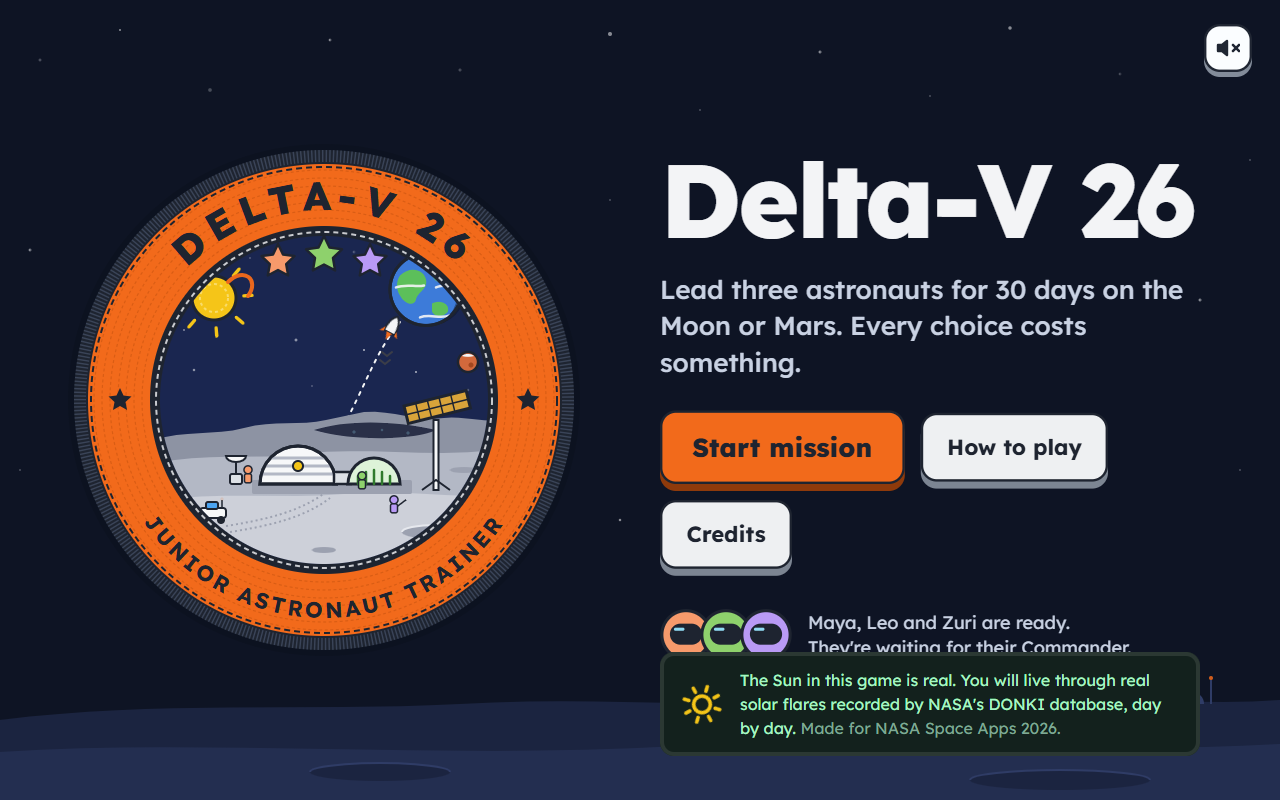 DELTA-V 26
JUNIOR ASTRONAUT TRAINER
Delta-V 26
Lead three astronauts for 30 days on the
Moon or Mars. Every choice costs
something.
Start mission
How to play
Credits
Maya, Leo and Zuri are ready.
They're waiting for their Commander.
The Sun in this game is real. You will live through real
solar flares recorded by NASA's DONKI database, day
by day. Made for NASA Space Apps 2026.